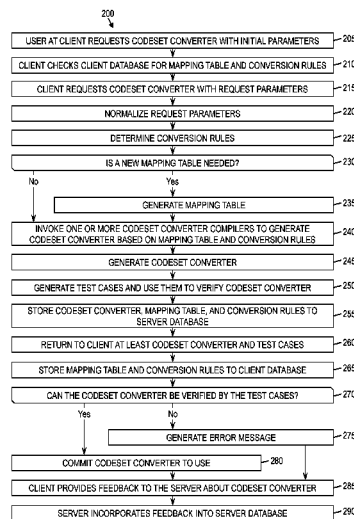 200
USER AT CLIENT REQUESTS CODESET CONVERTER WITH INITIAL PARAMETERS
205
CLIENT CHECKS CLIENT DATABASE FOR MAPPING TABLE AND CONVERSION RULES
210
CLIENT REQUESTS CODESET CONVERTER WITH REQUEST PARAMETERS
215
NORMALIZE REQUEST PARAMETERS
220
DETERMINE CONVERSION RULES
225
IS A NEW MAPPING TABLE NEEDED?
230
No
Yes
GENERATE MAPPING TABLE
235
INVOKE ONE OR MORE CODESET CONVERTER COMPILERS TO GENERATE
CODESET CONVERTER BASED ON MAPPING TABLE AND CONVERSION RULES
240
GENERATE CODESET CONVERTER
245
GENERATE TEST CASES AND USE THEM TO VERIFY CODESET CONVERTER
250
STORE CODESET CONVERTER, MAPPING TABLE, AND CONVERSION RULES TO
SERVER DATABASE
255
RETURN TO CLIENT AT LEAST CODESET CONVERTER AND TEST CASES
260
STORE MAPPING TABLE AND CONVERSION RULES TO CLIENT DATABASE
265
CAN THE CODESET CONVERTER BE VERIFIED BY THE TEST CASES?
270
Yes
No
GENERATE ERROR MESSAGE
275
COMMIT CODESET CONVERTER TO USE
280
CLIENT PROVIDES FEEDBACK TO THE SERVER ABOUT CODESET CONVERTER
285
SERVER INCORPORATES FEEDBACK INTO SERVER DATABASE
290